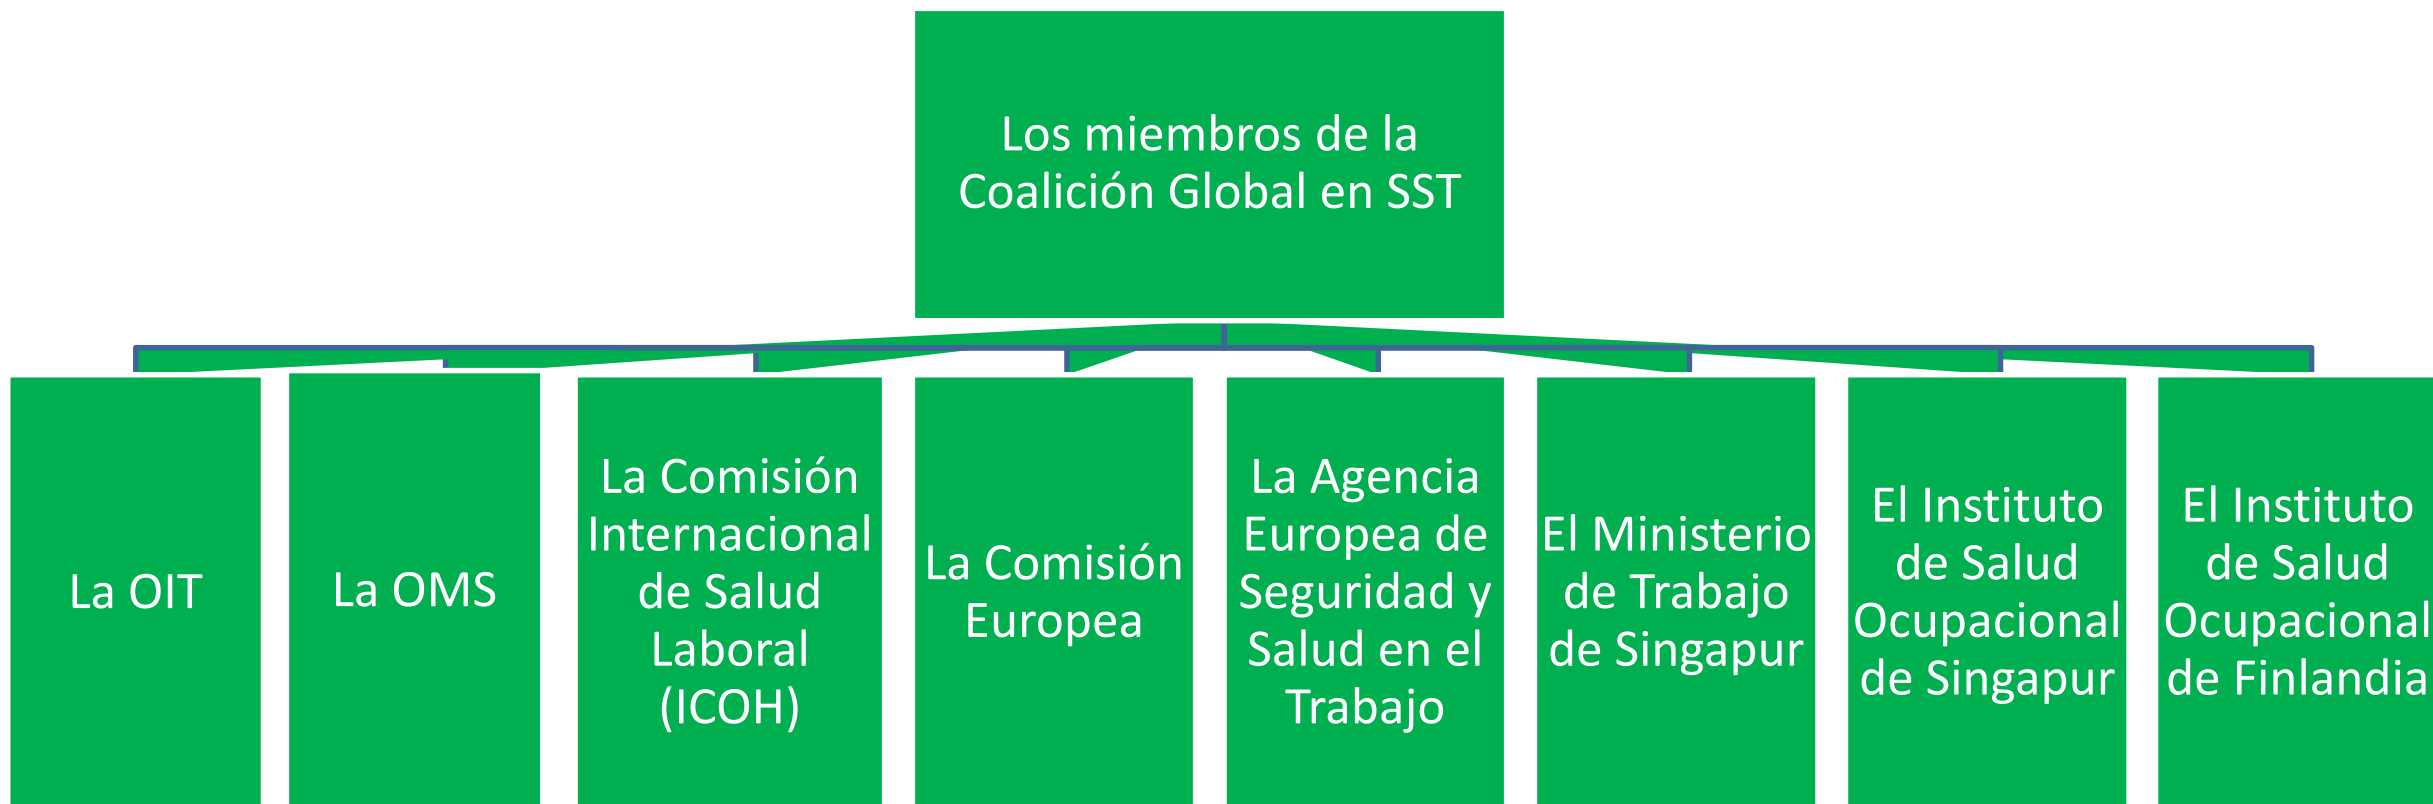 Los miembros de la
Coalición Global en SST
La OIT
La OMS
La Comisión
Internacional
de Salud
Laboral
(ICOH)
La Comisión
Europea
La Agencia
Europea de
Seguridad y
Salud en el
Trabajo
El Ministerio
de Trabajo
de Singapur
El Instituto
de Salud
Ocupacional
de Singapur
El Instituto
de Salud
Ocupacional
de Finlandia